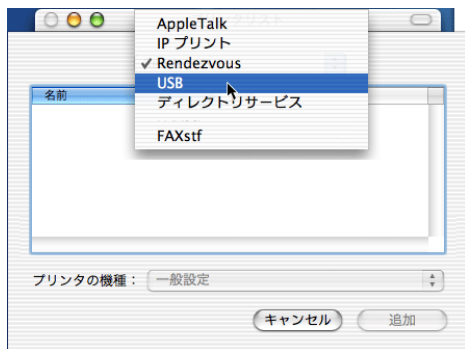 AppleTalk
IP プリント
✓ Rendezvous
USB
ディレクトリサービス
FAXstf
名前
プリンタの機種：
一般設定
キャンセル
追加